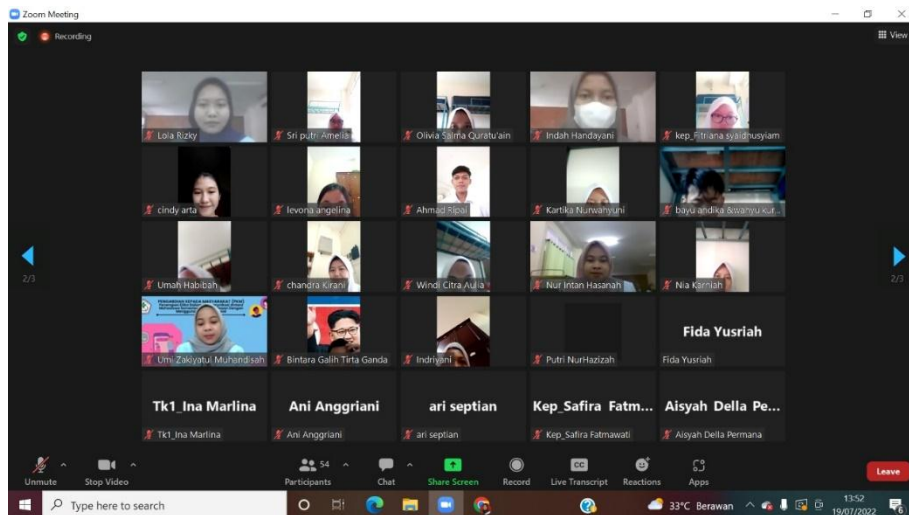 Zoom Meeting
Recording
View
Lola Rizky
Sri putri Amelia
Olivia Salma Quratu'ain
Indah Handayani
kep_Fitriana syaidhusyiam
cindy arta
levona angelina
Ahmad Ripai
Kartika Nurwahyuni
bayu andika &wahyu kur...
Umah Habibah
chandra Kirani
Windi Citra Aulia
Nur Intan Hasanah
Nia Karniah
2/3
2/3
PENGABDIAN KEPADA MASYARAKAT (PKM)
Umi Zakiyatul Muhandisah
Bintara Galih Tirta Ganda
Indriyani
Putri NurHazizah
Fida Yusriah
Fida Yusriah
Tk1_Ina Marlina
Ani Anggriani
ari septian
Kep_Safira Fatm...
Aisyah Della Pe...
Tk1_Ina Marlina
Ani Anggriani
ari septian
Kep_Safira Fatmawati
Aisyah Della Permana
Unmute
Stop Video
54
Participants
Chat
Share Screen
Record
CC
Live Transcript
Reactions
Apps
Leave
Type here to search
33°C Berawan
13:52
19/07/2022
6